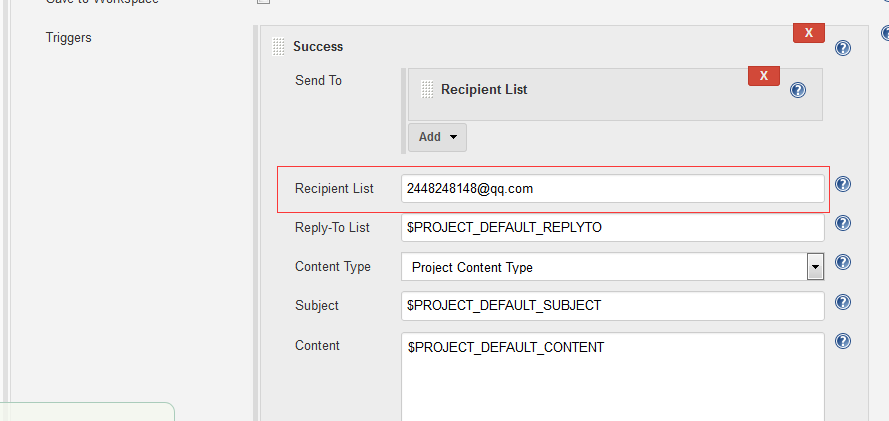 Save to Workspace
Triggers
X
Success
Send To
X
Recipient List
Add
Recipient List
2448248148@qq.com
Reply-To List
$PROJECT_DEFAULT_REPLYTO
Content Type
Project Content Type
Subject
$PROJECT_DEFAULT_SUBJECT
Content
$PROJECT_DEFAULT_CONTENT